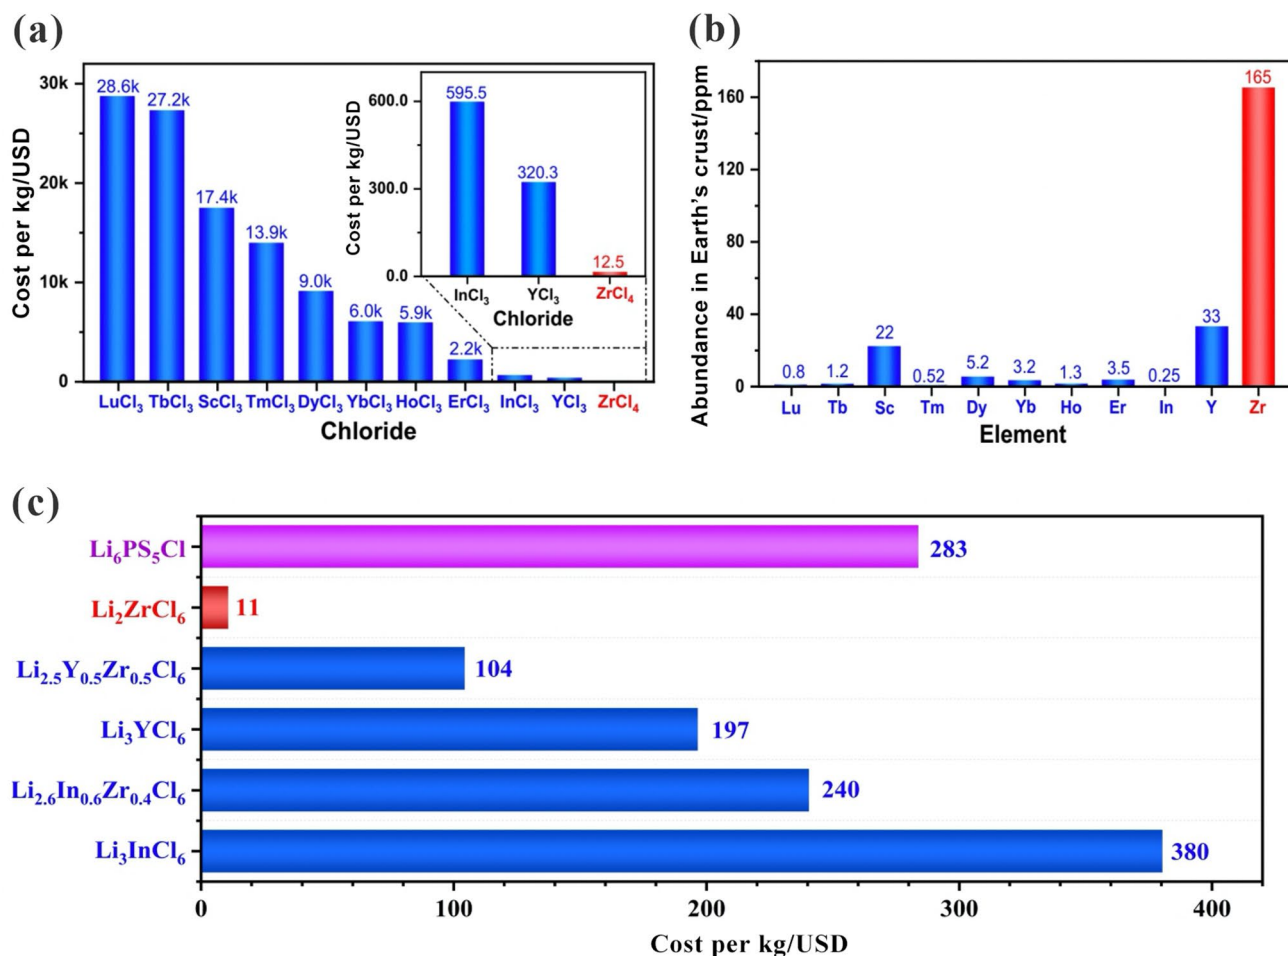 (a)
Cost per kg/USD
30k
20k
10k
0
28.6k
27.2k
17.4k
13.9k
9.0k
6.0k
5.9k
2.2k
LuCl₃ TbCl₃ ScCl₃ TmCl₃ DyCl₃ YbCl₃ HoCl₃ ErCl₃ InCl₃ YCl₃ ZrCl₄
Chloride
Cost per kg/USD
600.0
300.0
0.0
595.5
320.3
12.5
InCl₃ YCl₃ ZrCl₄
Chloride
(b)
Abundance in Earth's crust/ppm
160
120
80
40
0
0.8
1.2
22
0.52
5.2
3.2
1.3
3.5
0.25
33
165
Lu Tb Sc Tm Dy Yb Ho Er In Y Zr
Element
(c)
Li₆PS₅Cl 283
Li₂ZrCl₆ 11
Li₂.₅Y₀.₅Zr₀.₅Cl₆ 104
Li₃YCl₆ 197
Li₂.₆In₀.₆Zr₀.₄Cl₆ 240
Li₃InCl₆ 380
0 100 200 300 400
Cost per kg/USD